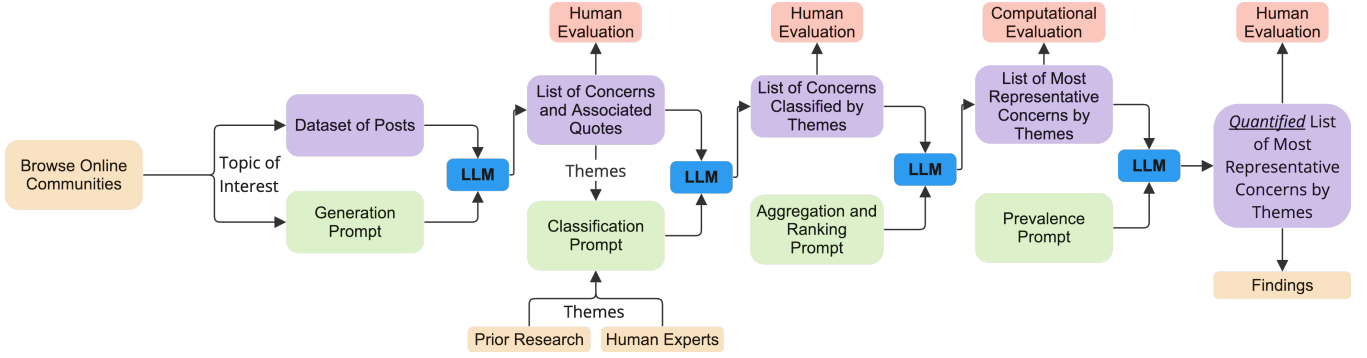 Human
Evaluation
Human
Evaluation
Computational
Evaluation
Human
Evaluation
Browse Online
Communities
Topic of
Interest
Dataset of Posts
Generation
Prompt
LLM
List of Concerns
and Associated
Quotes
Themes
Classification
Prompt
Themes
Prior Research
Human Experts
LLM
List of Concerns
Classified by
Themes
Aggregation and
Ranking
Prompt
LLM
List of Most
Representative
Concerns by
Themes
Prevalence
Prompt
LLM
Quantified List
of Most
Representative
Concerns by
Themes
Findings